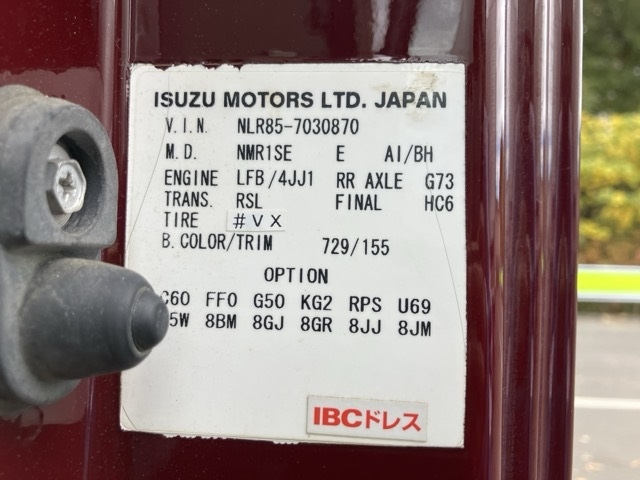 ISUZU MOTORS LTD. JAPAN
V.I.N. NLR85-7030870
M.D. NMR1SE E AI/BH
ENGINE LFB/4JJ1 RR AXLE G73
TRANS. RSL FINAL HC6
TIRE #VX
B.COLOR/TRIM 729/155
OPTION
FF0 G50 KG2 RPS U69
8BM 8GJ 8GR 8JJ 8JM
IBCドレス